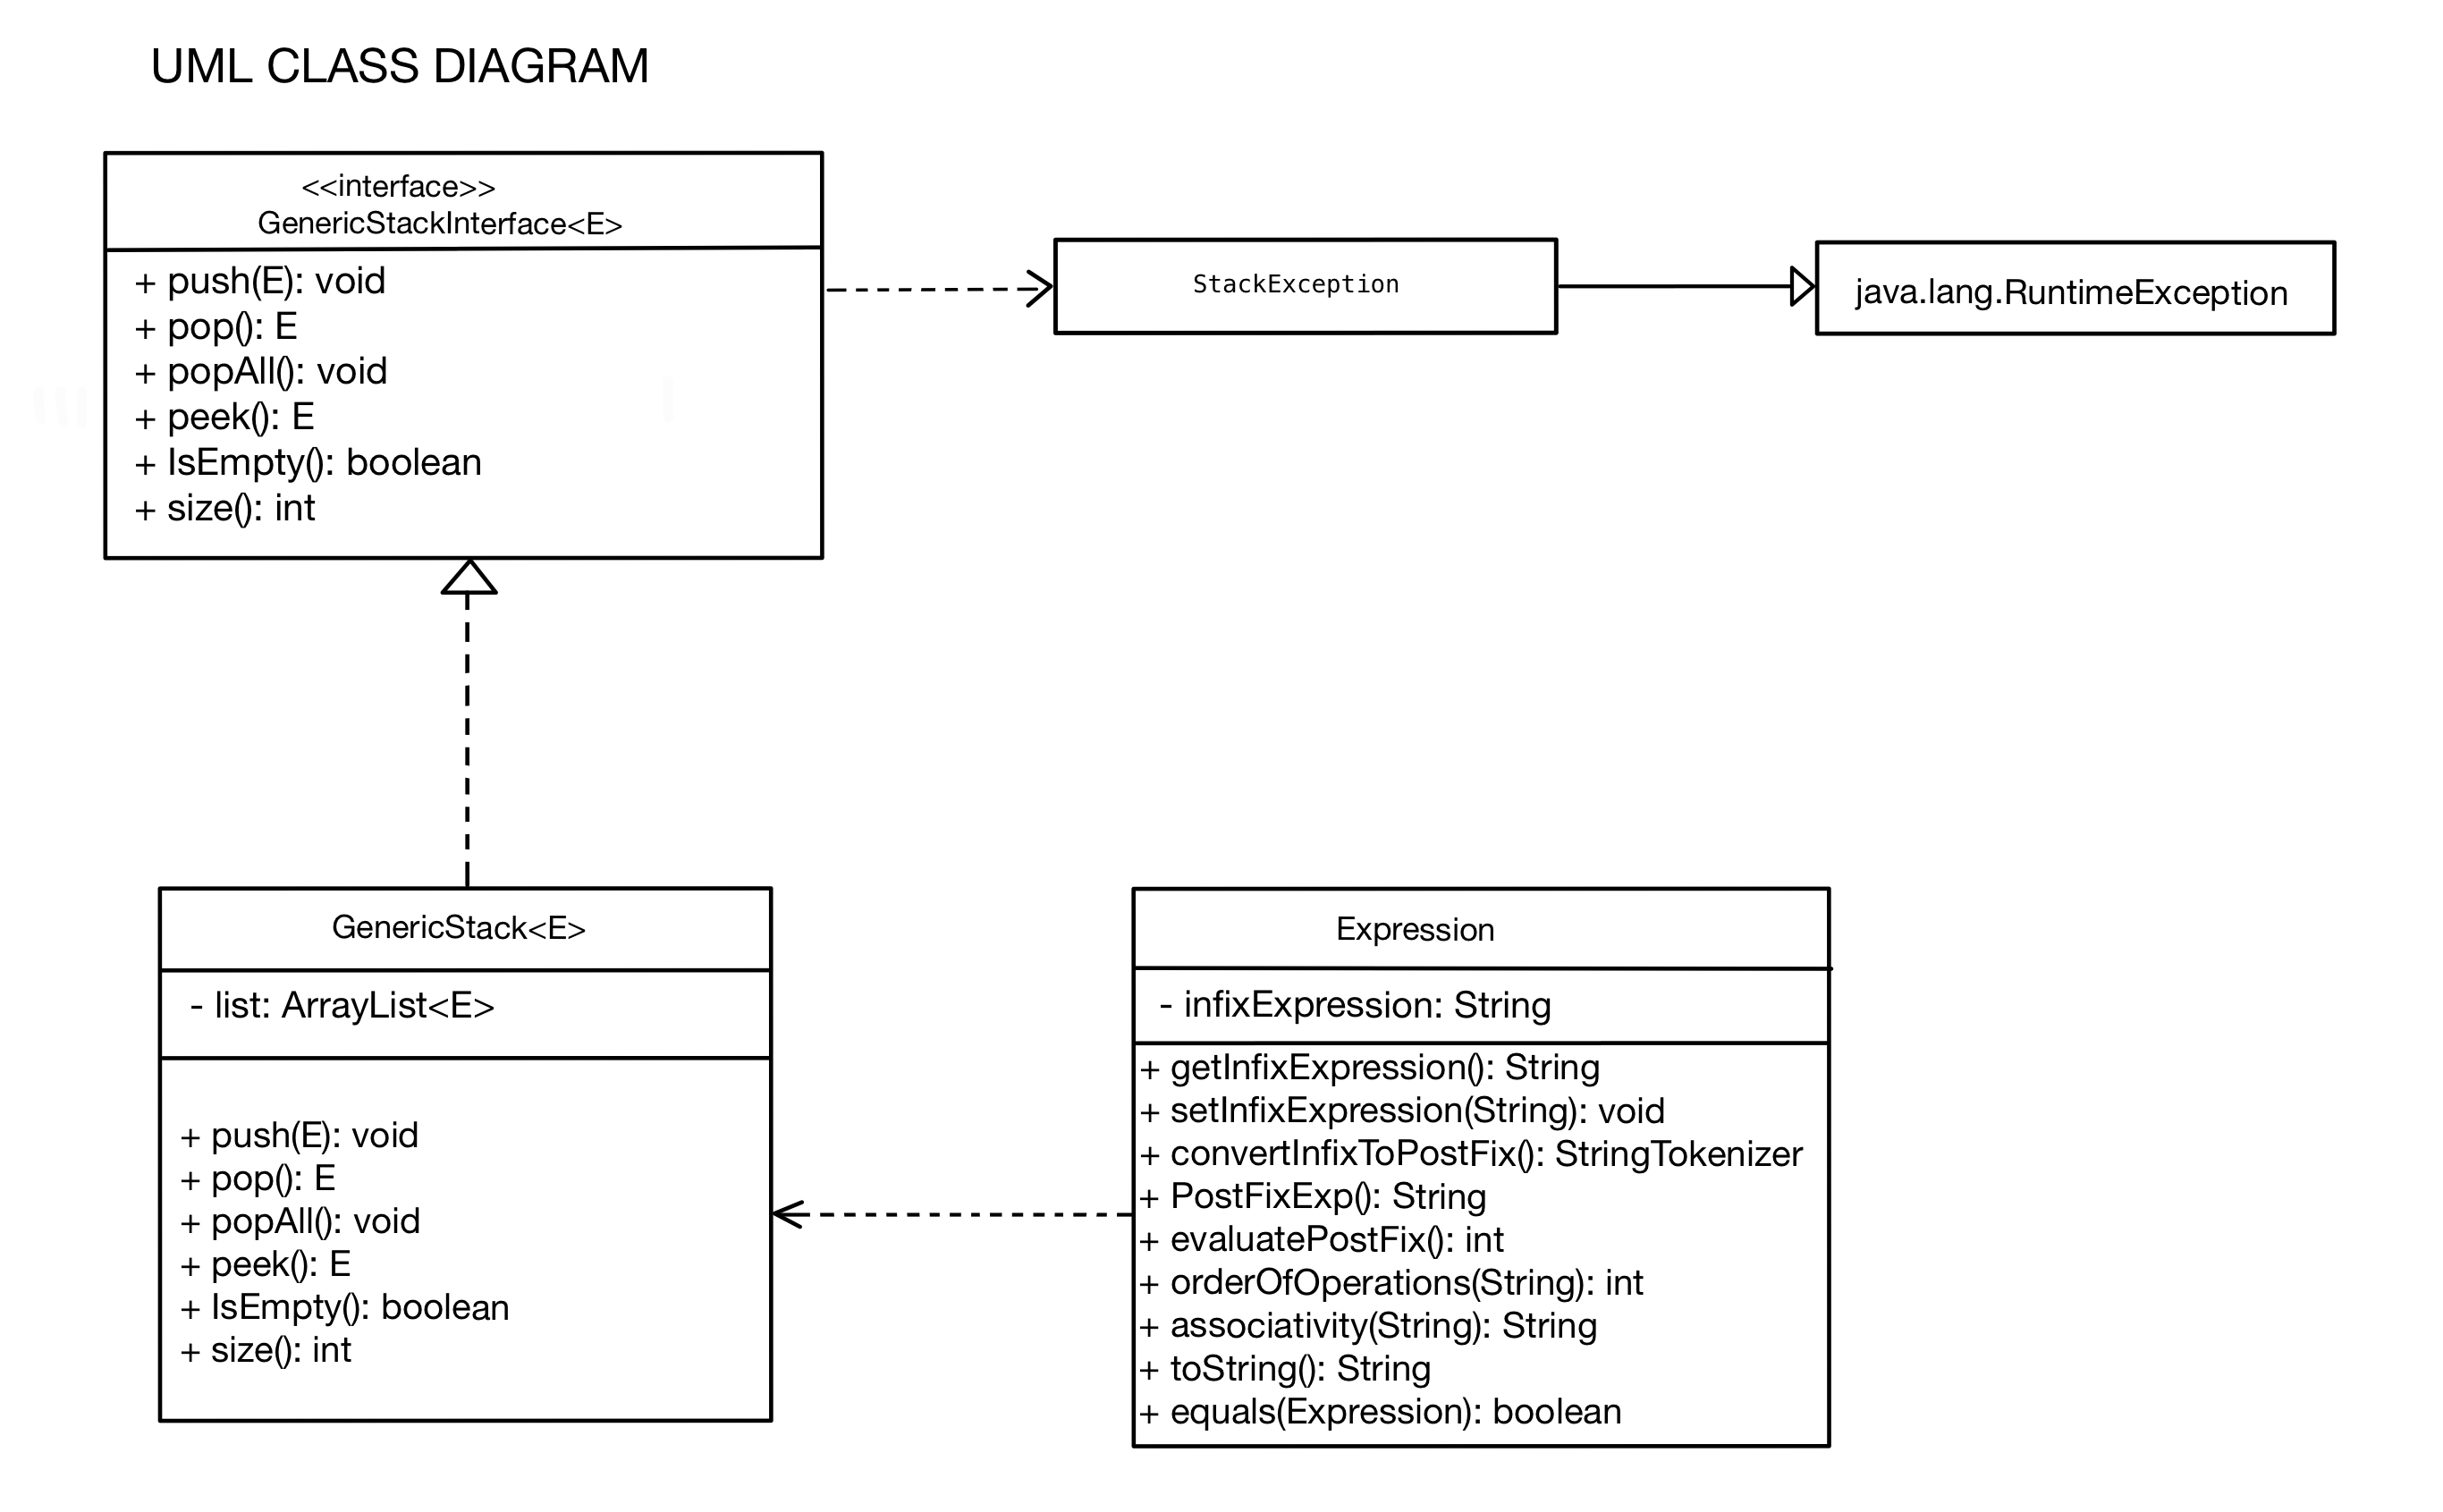 UML CLASS DIAGRAM
<<interface>>
GenericStackInterface<E>
+ push(E): void
+ pop(): E
+ popAll(): void
+ peek(): E
+ IsEmpty(): boolean
+ size(): int
StackException
java.lang.RuntimeException
GenericStack<E>
- list: ArrayList<E>
+ push(E): void
+ pop(): E
+ popAll(): void
+ peek(): E
+ IsEmpty(): boolean
+ size(): int
Expression
- infixExpression: String
+ getInfixExpression(): String
+ setInfixExpression(String): void
+ convertInfixToPostFix(): StringTokenizer
+ PostFixExp(): String
+ evaluatePostFix(): int
+ orderOfOperations(String): int
+ associativity(String): String
+ toString(): String
+ equals(Expression): boolean